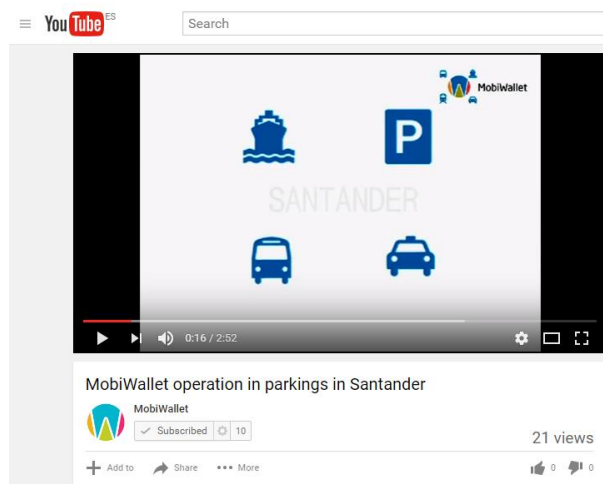 YouTube ES
Search
MobiWallet
P
SANTANDER
0:16 / 2:52
MobiWallet operation in parkings in Santander
MobiWallet
Subscribed 10
21 views
Add to Share More
0 0